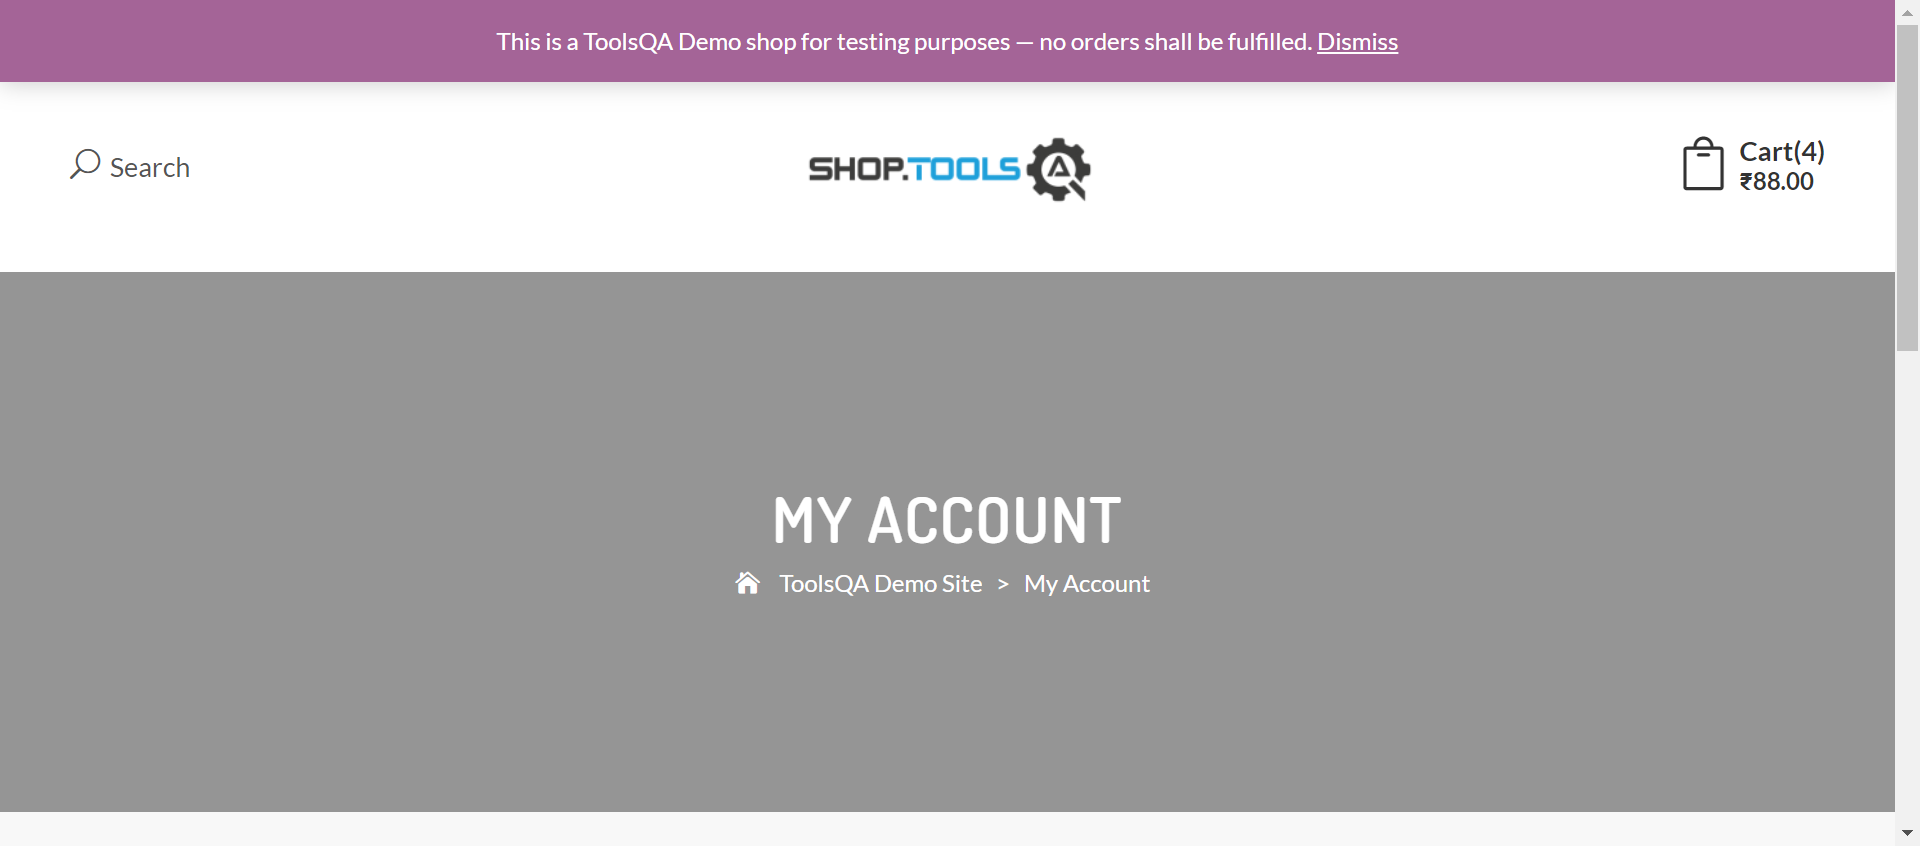 This is a ToolsQA Demo shop for testing purposes — no orders shall be fulfilled. Dismiss
Search
SHOP.TOOLS QA
Cart(4)
₹88.00
MY ACCOUNT
ToolsQA Demo Site > My Account